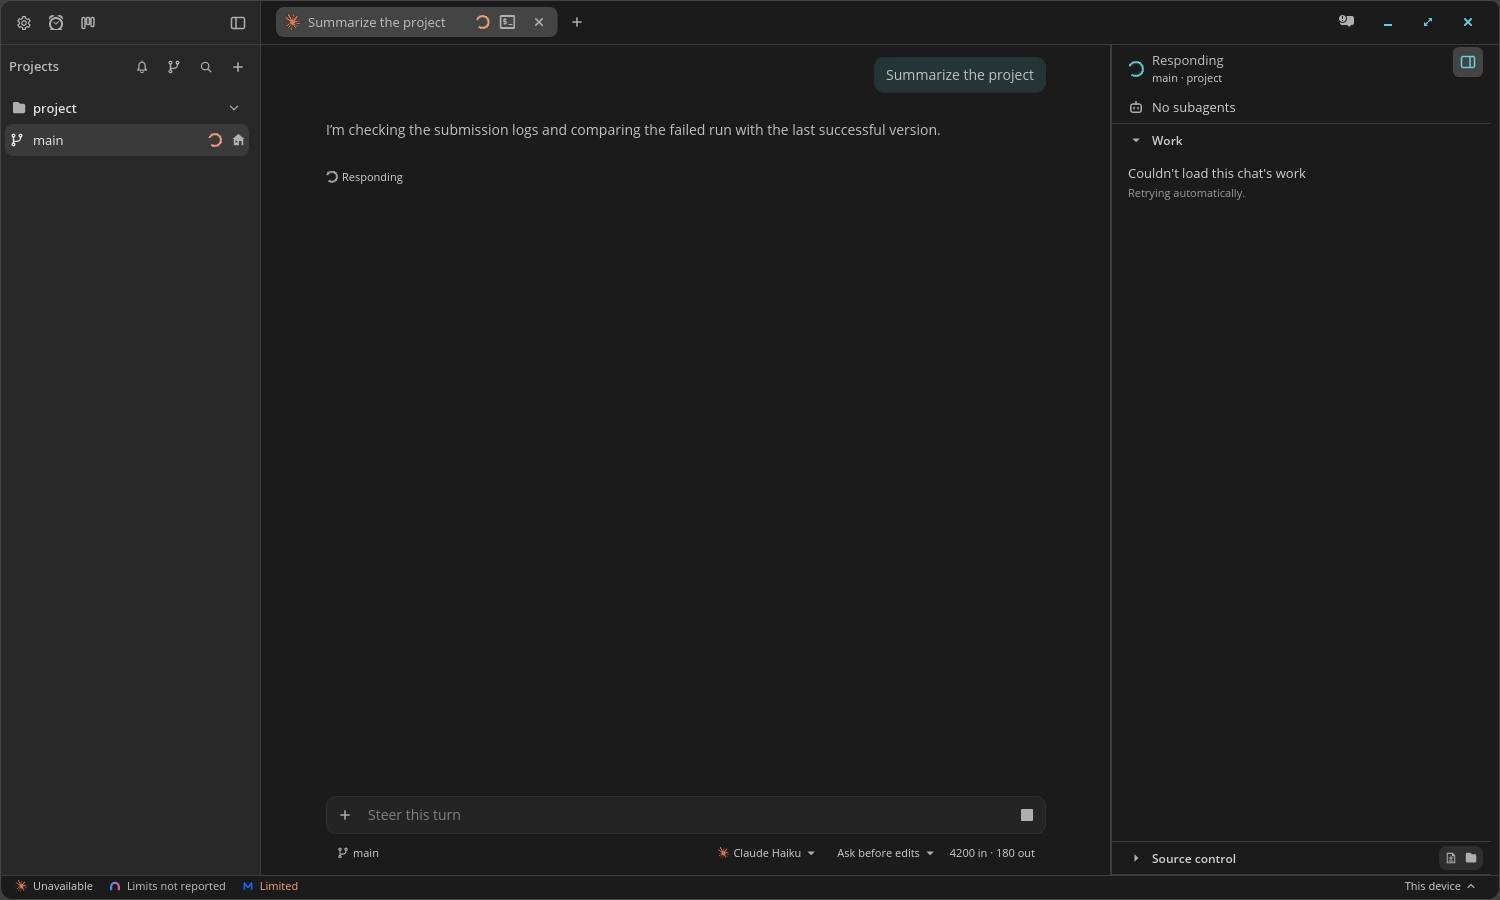 Summarize the project
Projects
project
main
Summarize the project
I'm checking the submission logs and comparing the failed run with the last successful version.
Responding
Steer this turn
main
Claude Haiku
Ask before edits
4200 in · 180 out
Responding
main · project
No subagents
Work
Couldn't load this chat's work
Retrying automatically.
Source control
Unavailable
Limits not reported
Limited
This device